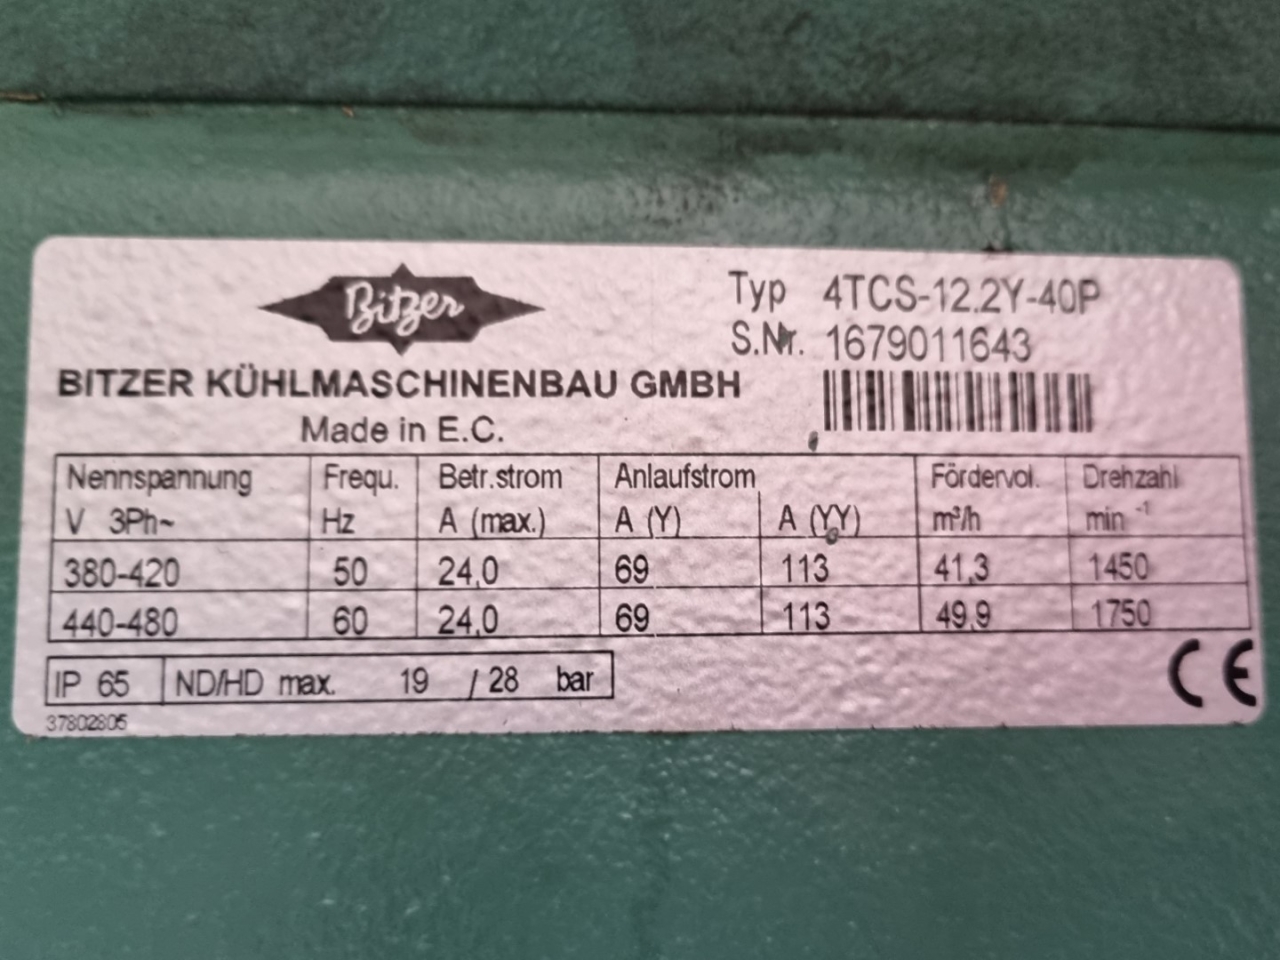 Bitzer
Typ 4TCS-12.2Y-40P
S.Nr. 1679011643
BITZER KÜHLMASCHINENBAU GMBH
Made in E.C.
Nennspannung Frequ. Betr.strom Anlaufstrom Fördervol. Drehzahl
V 3Ph~ Hz A (max.) A (Y) A (YY) m³/h min -1
380-420 50 24,0 69 113 41,3 1450
440-480 60 24,0 69 113 49,9 1750
IP 65 ND/HD max. 19 / 28 bar
CE
37802805